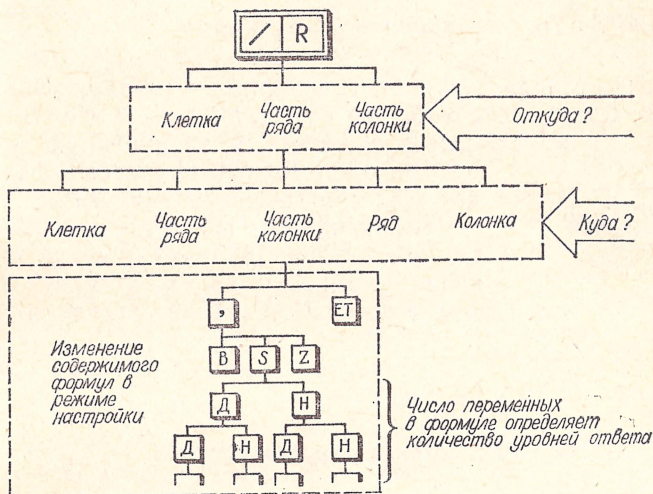 / R
Клетка Часть ряда Часть колонки
Откуда?
Клетка Часть ряда Часть колонки Ряд Колонка
Куда?
, ET
B S Z
Изменение
содержимого
формул в
режиме
настройки
Д Н
Д Н Д Н
Число переменных
в формуле определяет
количество уровней ответа